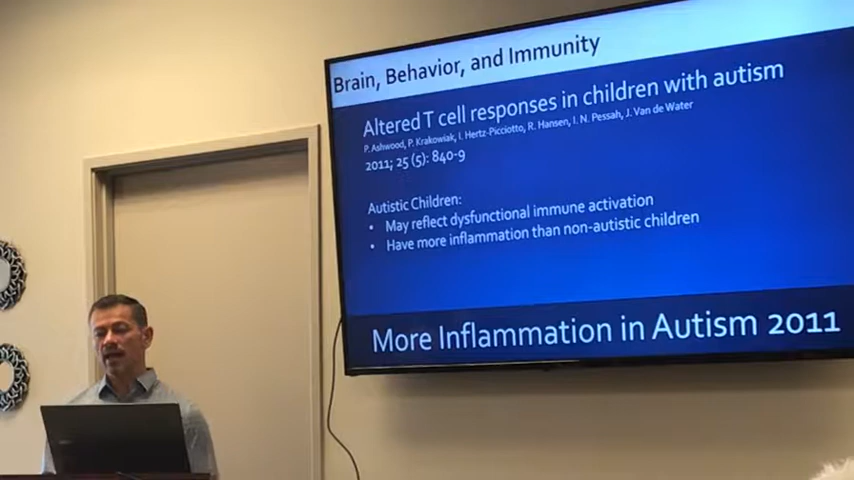 Brain, Behavior, and Immunity
Altered T cell responses in children with autism
P. Ashwood, P. Krakowiak, I. Hertz-Picciotto, R. Hansen, I. N. Pessah, J. Van de Water
2011; 25 (5): 840-9
Autistic Children:
• May reflect dysfunctional immune activation
• Have more inflammation than non-autistic children
More Inflammation in Autism 2011